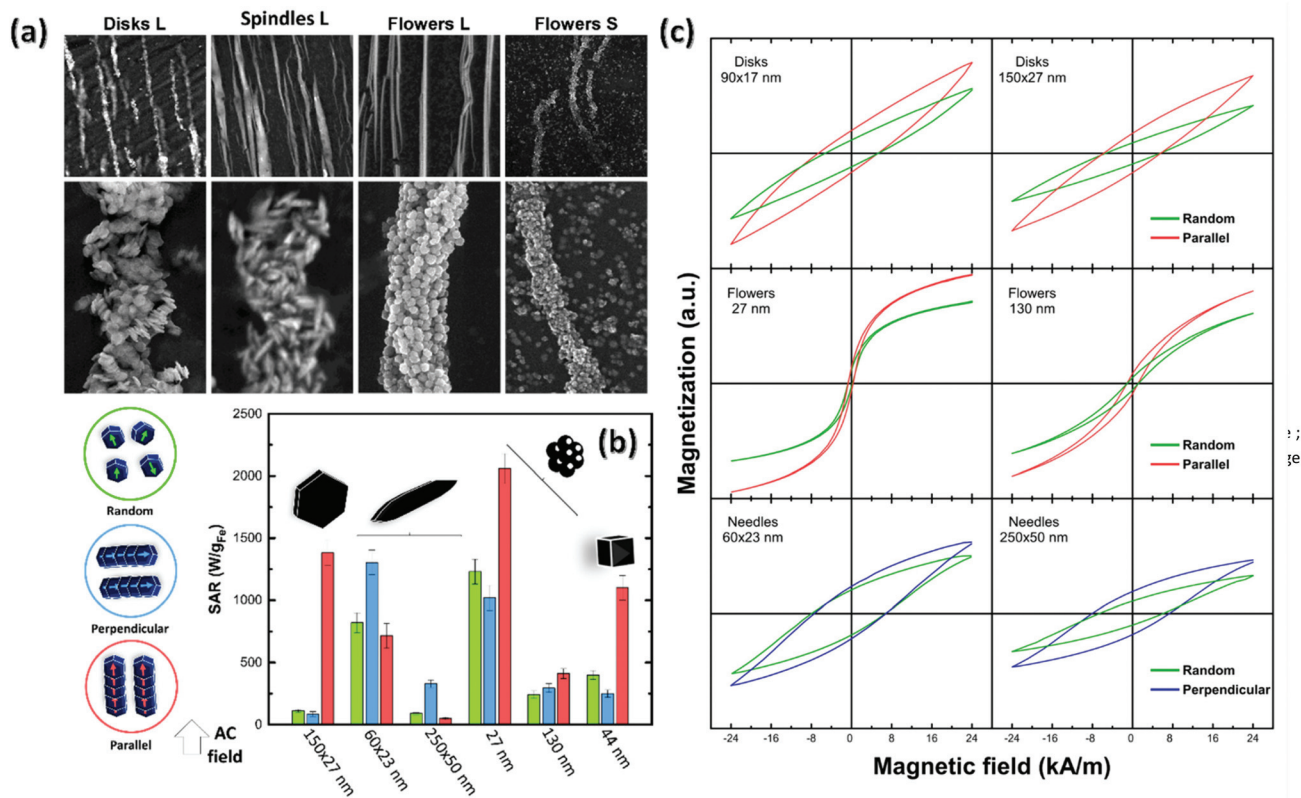 (a)
Disks L
Spindles L
Flowers L
Flowers S
Random
Perpendicular
Parallel
AC
field
(b)
SAR (W/gFe)
2500
2000
1500
1000
500
0
150x27 nm
60x23 nm
250x50 nm
27 nm
130 nm
44 nm
(c)
Magnetization (a.u.)
Disks
90x17 nm
Disks
150x27 nm
Random
Parallel
Flowers
27 nm
Flowers
130 nm
Random
Parallel
Random
Parallel
Needles
60x23 nm
Needles
250x50 nm
Random
Perpendicular
-24 -16 -8 0 8 16 24
-24 -16 -8 0 8 16 24
Magnetic field (kA/m)
e ;
ge